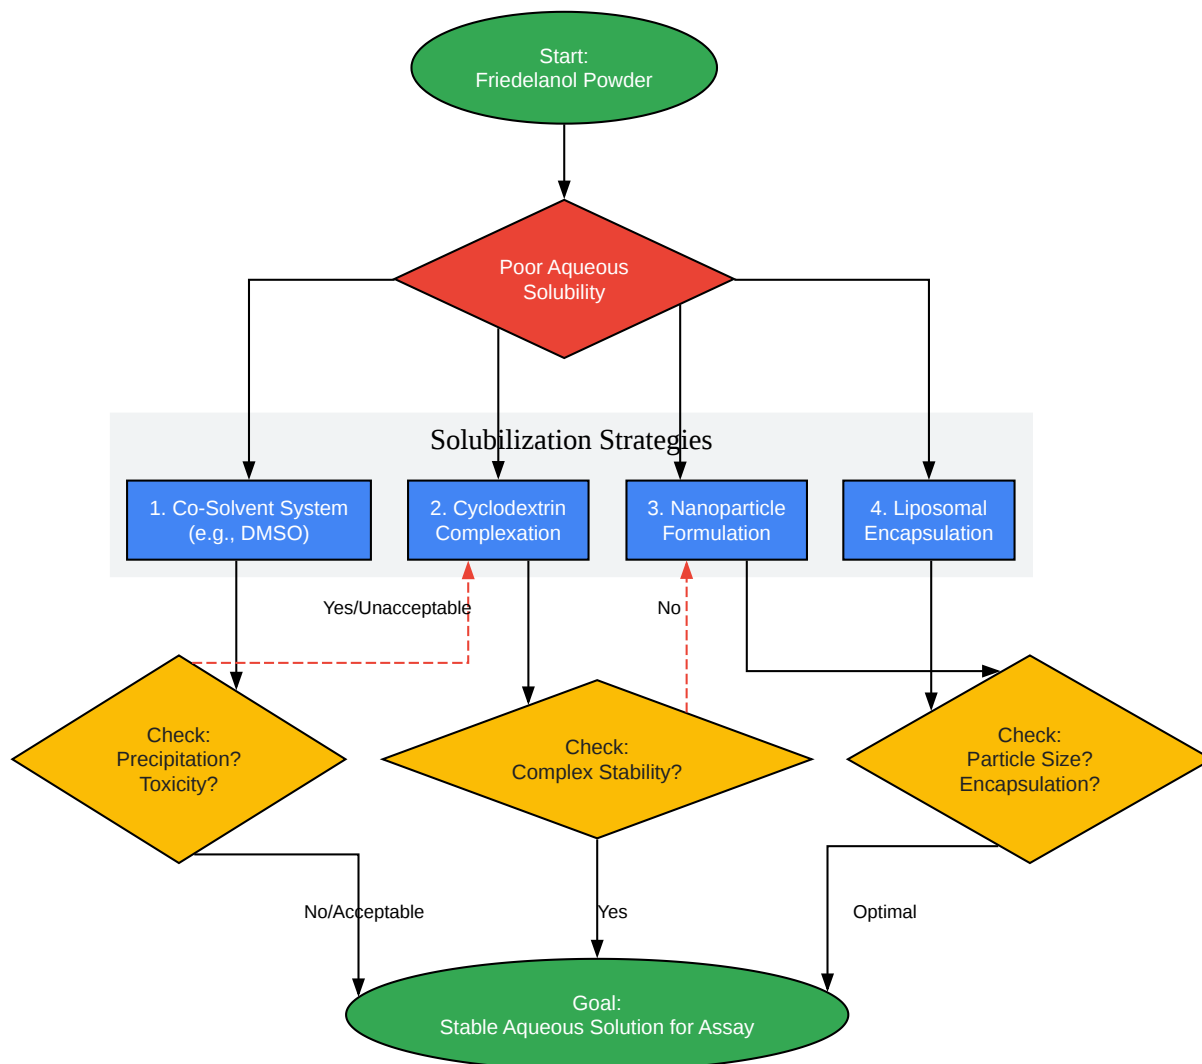 Start:
Friedelanol Powder
Poor Aqueous
Solubility
Solubilization Strategies
1. Co-Solvent System
(e.g., DMSO)
2. Cyclodextrin
Complexation
3. Nanoparticle
Formulation
4. Liposomal
Encapsulation
Yes/Unacceptable
No
Check:
Precipitation?
Toxicity?
Check:
Complex Stability?
Check:
Particle Size?
Encapsulation?
No/Acceptable
Yes
Optimal
Goal:
Stable Aqueous Solution for Assay